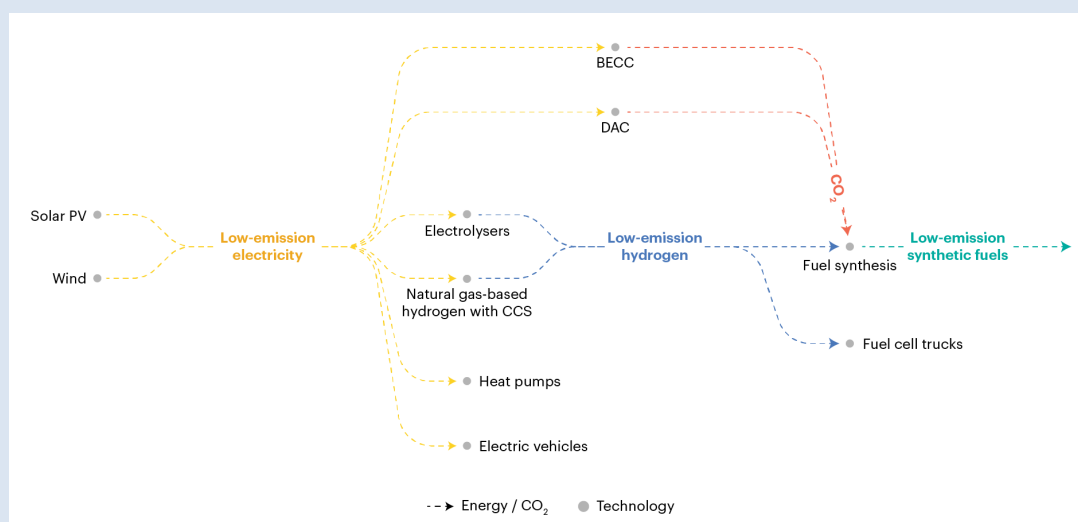 BECC
DAC
CO₂
Solar PV
Wind
Low-emission
electricity
Electrolysers
Natural gas-based
hydrogen with CCS
Low-emission
hydrogen
Fuel synthesis
Low-emission
synthetic fuels
Fuel cell trucks
Heat pumps
Electric vehicles
Energy / CO₂
Technology